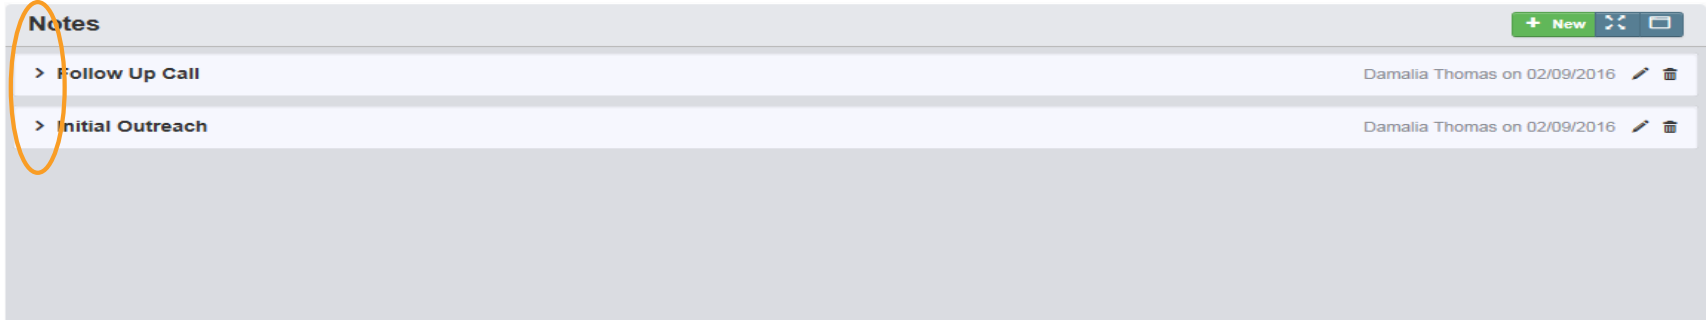 Notes
+ New
> Follow Up Call Damalia Thomas on 02/09/2016
> Initial Outreach Damalia Thomas on 02/09/2016